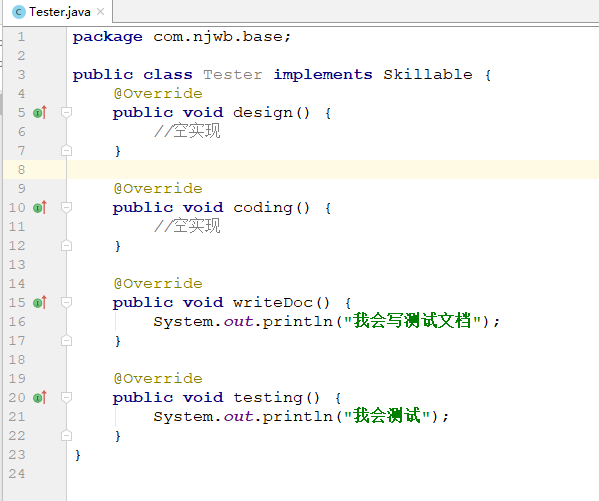 Tester.java
1 package com.njwb.base;
2
3 public class Tester implements Skillable {
4 @Override
5 public void design() {
6 //空实现
7 }
8
9 @Override
10 public void coding() {
11 //空实现
12 }
13
14 @Override
15 public void writeDoc() {
16 System.out.println("我会写测试文档");
17 }
18
19 @Override
20 public void testing() {
21 System.out.println("我会测试");
22 }
23 }
24